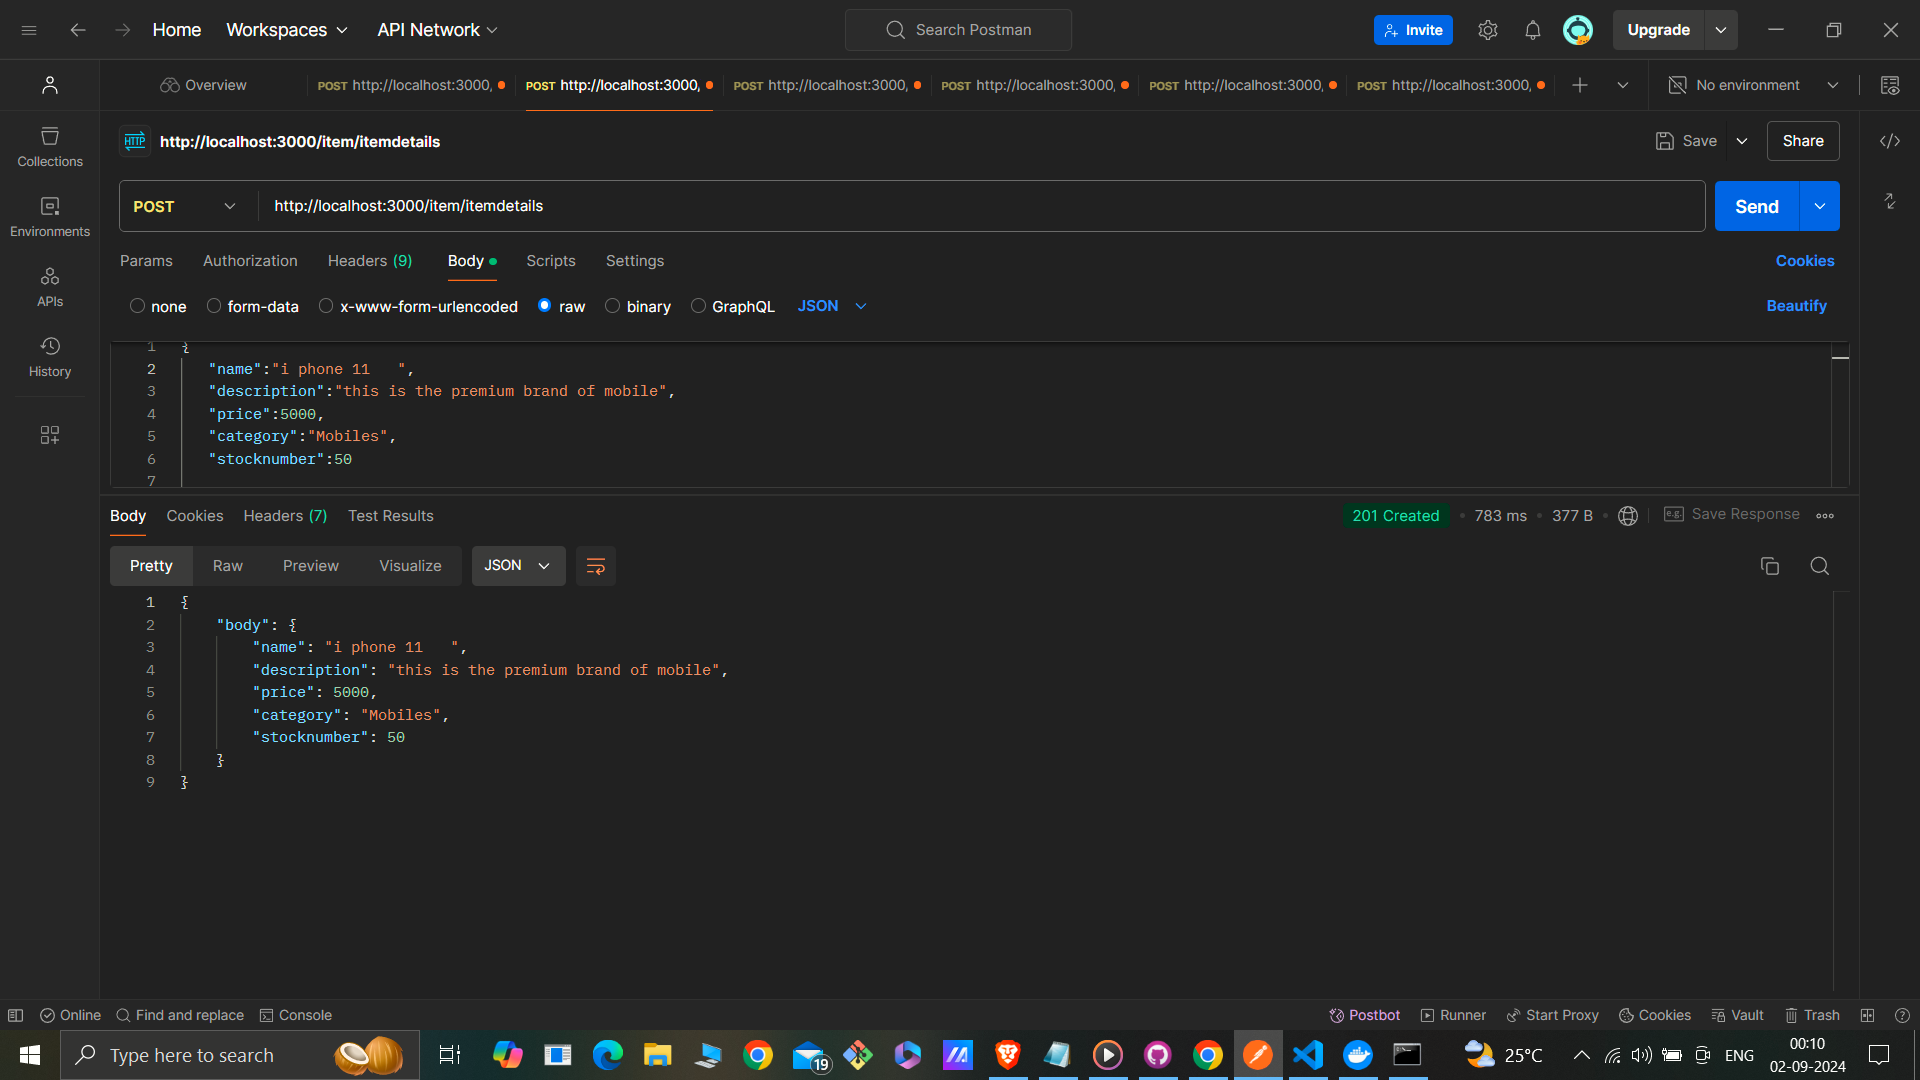 Home Workspaces API Network Search Postman Invite Upgrade
Overview POST http://localhost:3000, POST http://localhost:3000, POST http://localhost:3000, POST http://localhost:3000, POST http://localhost:3000, POST http://localhost:3000, No environment
HTTP http://localhost:3000/item/itemdetails Save Share
Collections
Environments
APIs
History
POST http://localhost:3000/item/itemdetails Send
Params Authorization Headers (9) Body Scripts Settings Cookies
none form-data x-www-form-urlencoded raw binary GraphQL JSON Beautify
1 {
2 "name":"i phone 11   ",
3 "description":"this is the premium brand of mobile",
4 "price":5000,
5 "category":"Mobiles",
6 "stocknumber":50
7
Body Cookies Headers (7) Test Results 201 Created 783 ms 377 B e.g. Save Response
Pretty Raw Preview Visualize JSON
1 {
2 "body": {
3 "name": "i phone 11   ",
4 "description": "this is the premium brand of mobile",
5 "price": 5000,
6 "category": "Mobiles",
7 "stocknumber": 50
8 }
9 }
Online Find and replace Console Postbot Runner Start Proxy Cookies Vault Trash
Type here to search 19 25°C ENG 00:10
02-09-2024